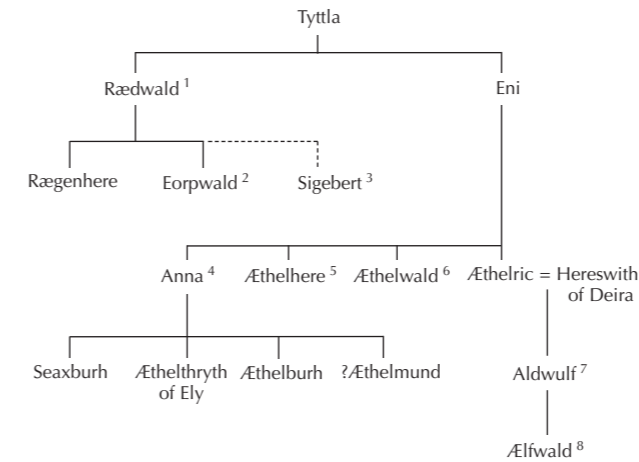 Tyttla
Rædwald 1
Eni
Rægenhere
Eorpwald 2
Sigebert 3
Anna 4
Æthelhere 5
Æthelwald 6
Æthelric = Hereswith
of Deira
Seaxburh
Æthelthryth
of Ely
Æthelburh
?Æthelmund
Aldwulf 7
Ælfwald 8